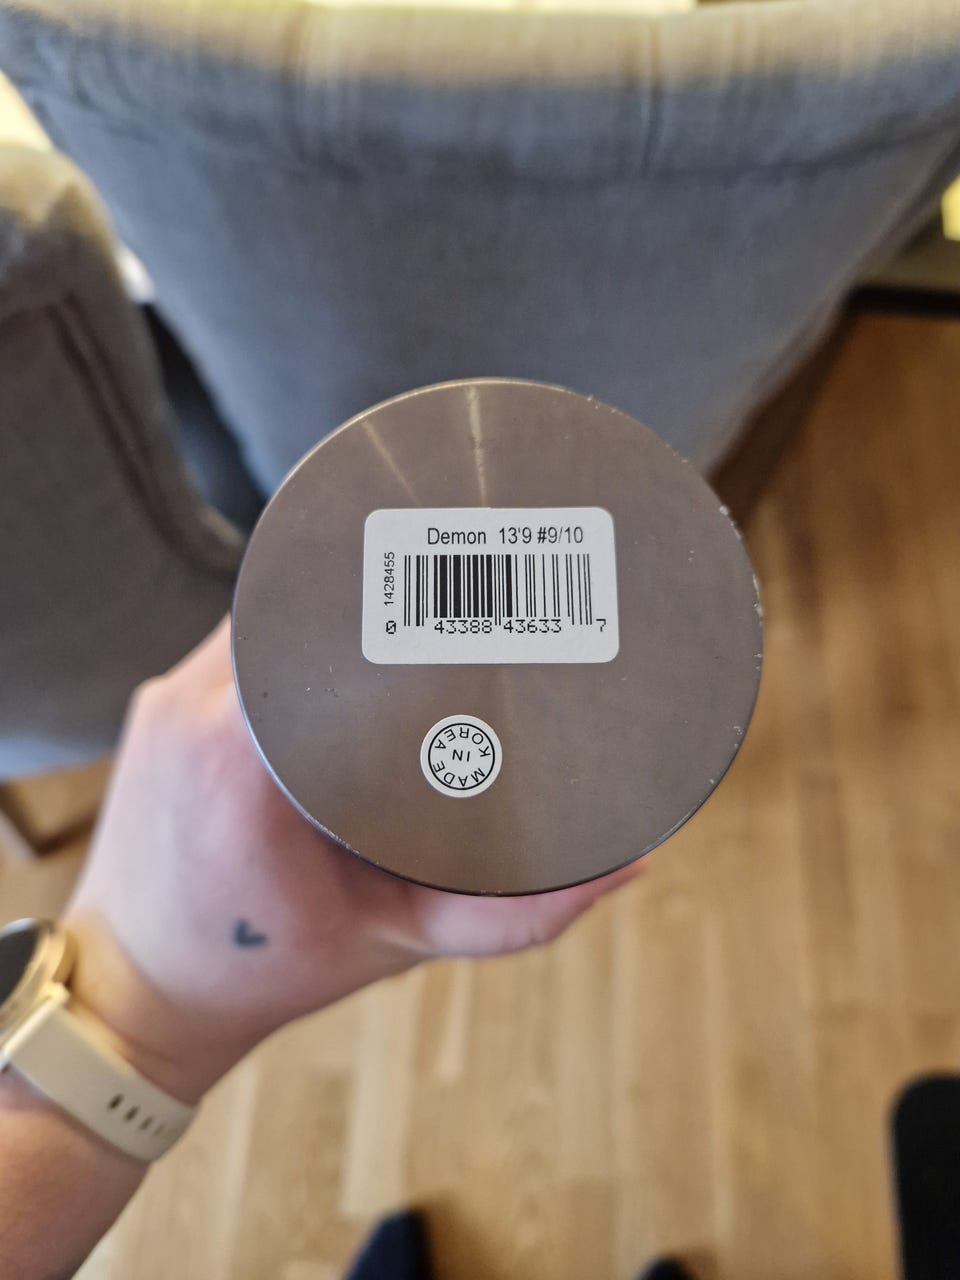 Demon 13'9 #9/10
1428455
0 43388 43633 7
MADE IN KOREA